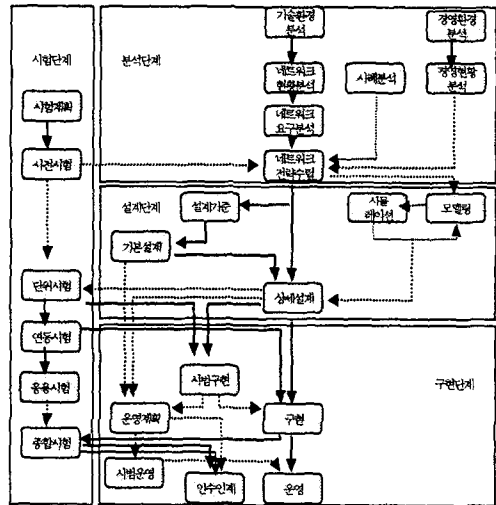 기술환경
분석
경영환경
분석
시험단계
분석단계
네트워크
현황분석
사례분석
경영현황
분석
시험계획
네트워크
요구분석
사전시험
네트워크
전략수립
설계단계
설계기준
시뮬
레이션
모델링
기본설계
단위시험
상세설계
연동시험
시범구현
구현단계
응용시험
운영계획
구현
종합시험
시범운영
인수인계
운영